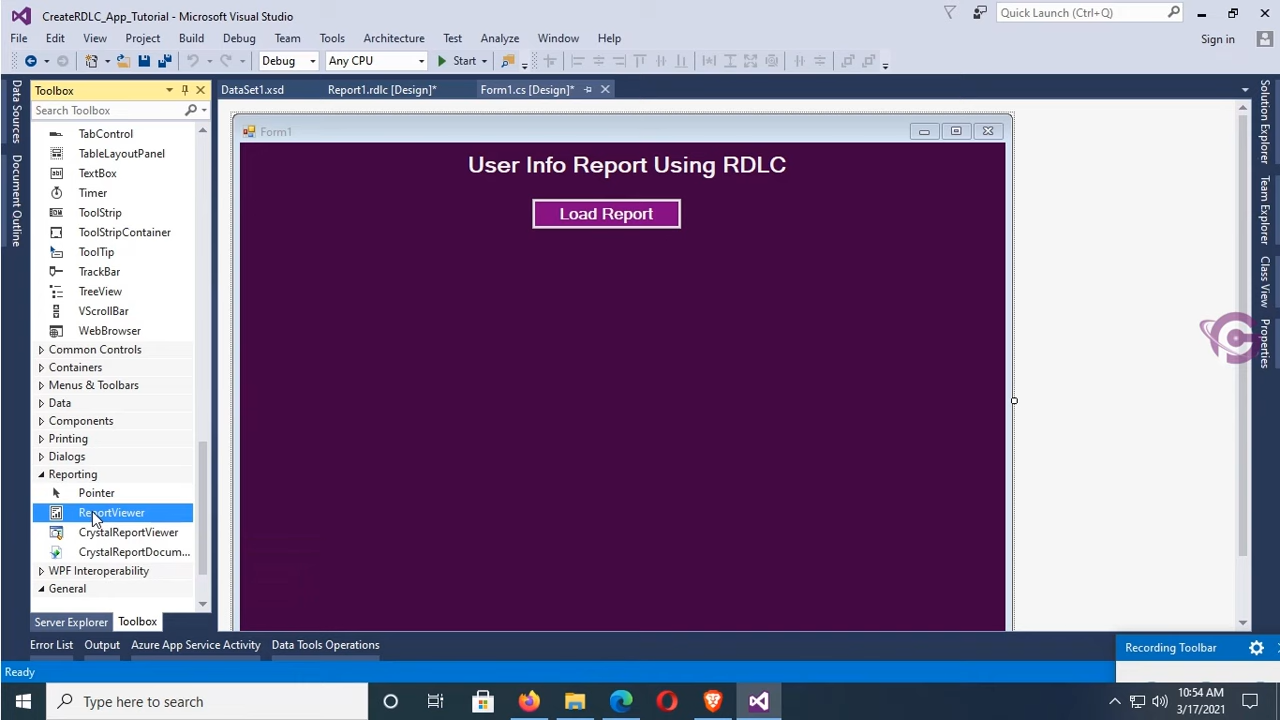 CreateRDLC_App_Tutorial - Microsoft Visual Studio
Quick Launch (Ctrl+Q)
File Edit View Project Build Debug Team Tools Architecture Test Analyze Window Help
Sign in
Debug Any CPU Start
Toolbox
DataSet1.xsd Report1.rdlc [Design]* Form1.cs [Design]*
Search Toolbox
Data Sources
Document Outline
Solution Explorer
Team Explorer
Class View
Properties
TabControl
TableLayoutPanel
TextBox
Timer
ToolStrip
ToolStripContainer
ToolTip
TrackBar
TreeView
VScrollBar
WebBrowser
Common Controls
Containers
Menus & Toolbars
Data
Components
Printing
Dialogs
Reporting
Pointer
ReportViewer
CrystalReportViewer
CrystalReportDocum...
WPF Interoperability
General
Form1
User Info Report Using RDLC
Load Report
Server Explorer Toolbox
Error List Output Azure App Service Activity Data Tools Operations
Recording Toolbar
Ready
Type here to search
10:54 AM
3/17/2021